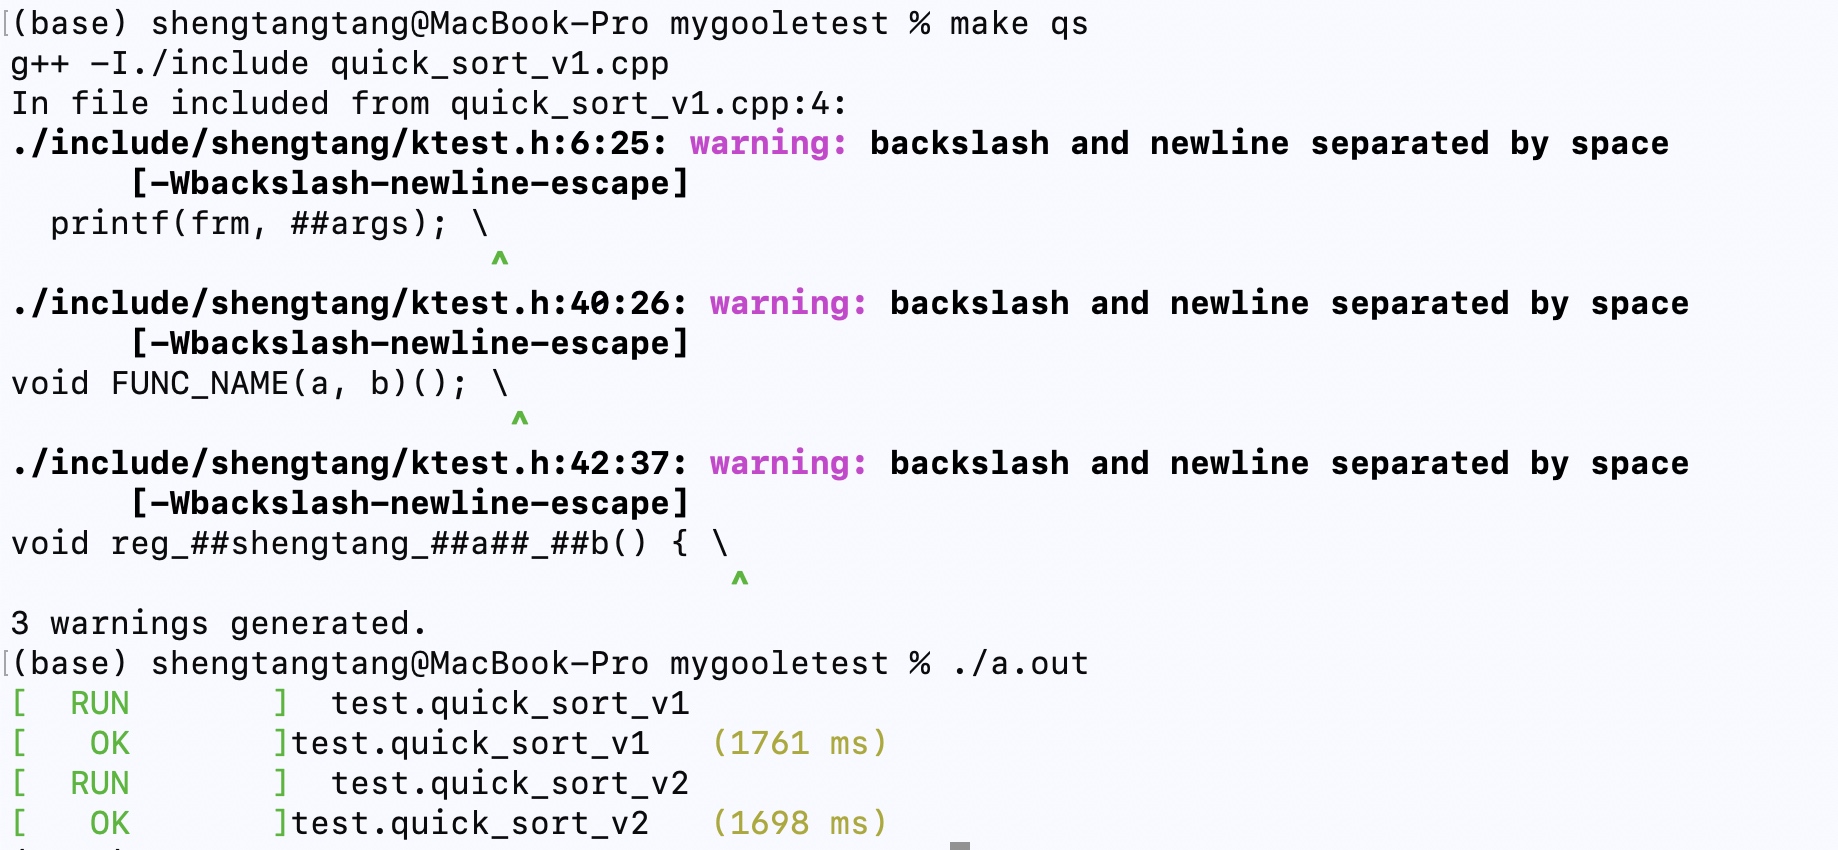 (base) shengtangtang@MacBook-Pro mygooletest % make qs
g++ -I./include quick_sort_v1.cpp
In file included from quick_sort_v1.cpp:4:
./include/shengtang/ktest.h:6:25: warning: backslash and newline separated by space
      [-Wbackslash-newline-escape]
  printf(frm, ##args); \
                        ^
./include/shengtang/ktest.h:40:26: warning: backslash and newline separated by space
      [-Wbackslash-newline-escape]
void FUNC_NAME(a, b)(); \
                         ^
./include/shengtang/ktest.h:42:37: warning: backslash and newline separated by space
      [-Wbackslash-newline-escape]
void reg_##shengtang_##a##_##b() { \
                                    ^
3 warnings generated.
(base) shengtangtang@MacBook-Pro mygooletest % ./a.out
[  RUN       ]  test.quick_sort_v1
[   OK       ]test.quick_sort_v1   (1761 ms)
[  RUN       ]  test.quick_sort_v2
[   OK       ]test.quick_sort_v2   (1698 ms)